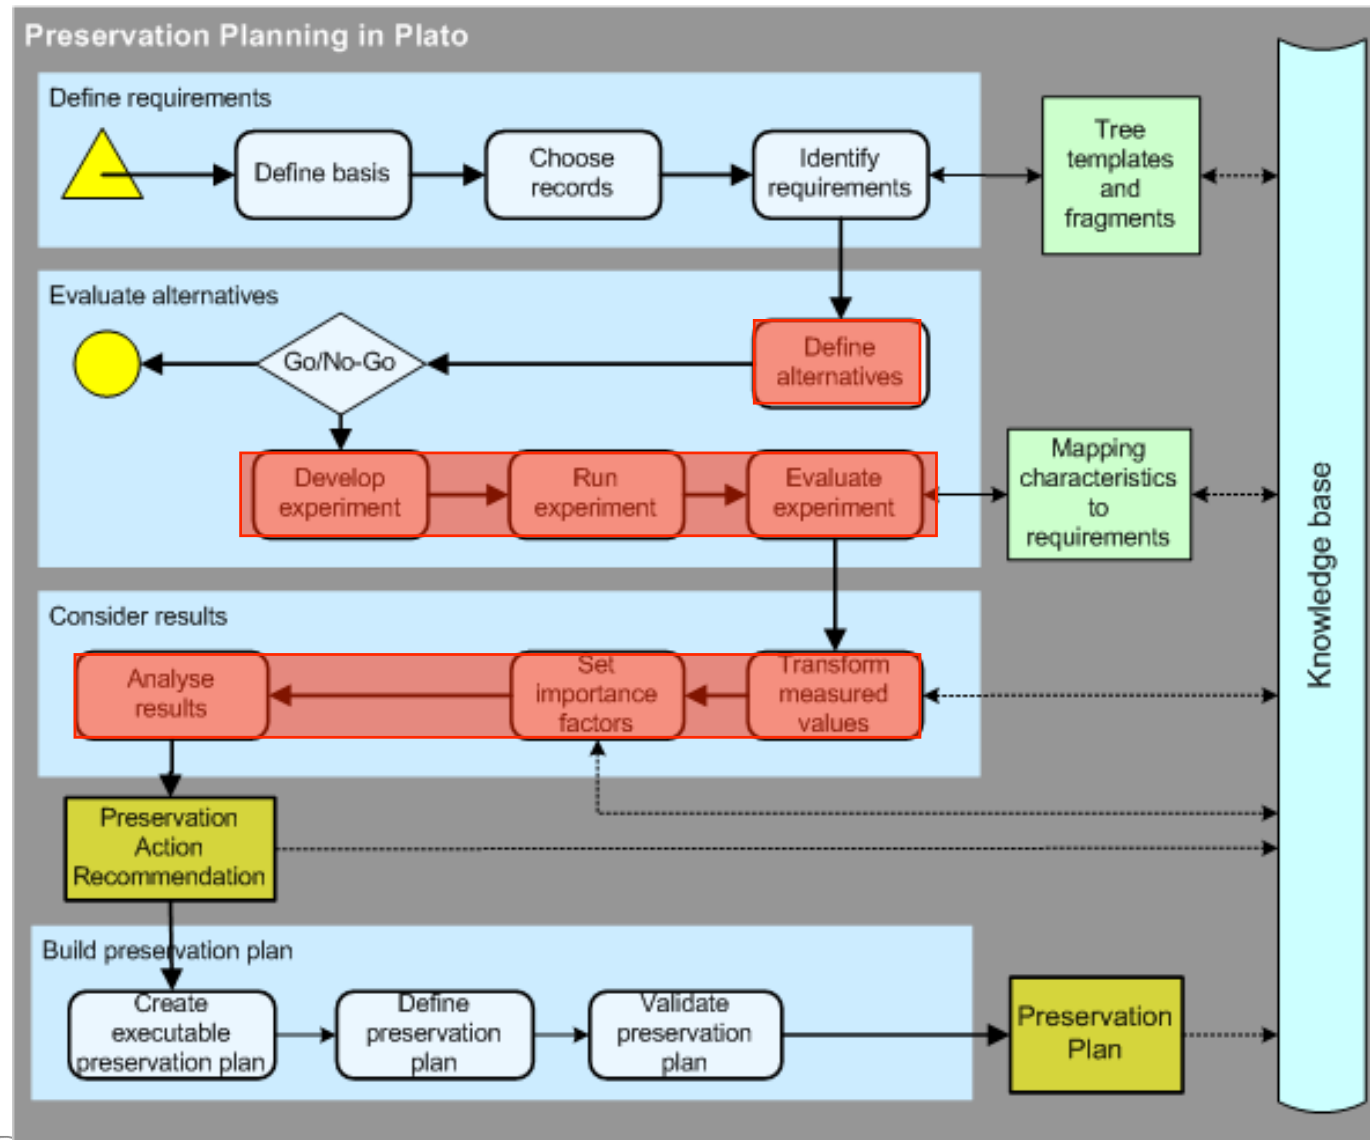 Preservation Planning in Plato
Define requirements
Define basis
Choose
records
Identify
requirements
Tree
templates
and
fragments
Evaluate alternatives
Go/No-Go
Define
alternatives
Develop
experiment
Run
experiment
Evaluate
experiment
Mapping
characteristics
to
requirements
Knowledge base
Consider results
Analyse
results
Set
importance
factors
Transform
measured
values
Preservation
Action
Recommendation
Build preservation plan
Create
executable
preservation plan
Define
preservation
plan
Validate
preservation
plan
Preservation
Plan